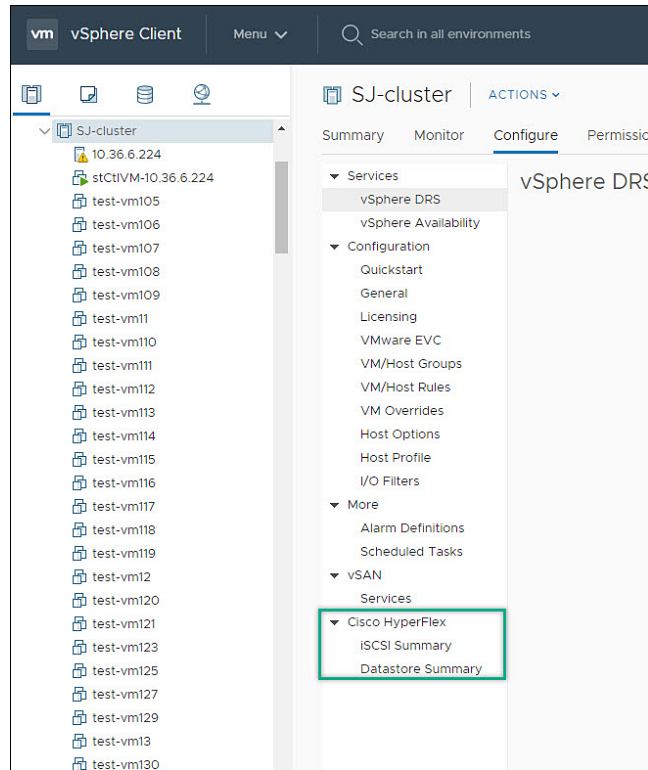 vm vSphere Client Menu Search in all environments
SJ-cluster
10.36.6.224
stCtlVM-10.36.6.224
test-vm105
test-vm106
test-vm107
test-vm108
test-vm109
test-vm11
test-vm110
test-vm111
test-vm112
test-vm113
test-vm114
test-vm115
test-vm116
test-vm117
test-vm118
test-vm119
test-vm12
test-vm120
test-vm121
test-vm123
test-vm125
test-vm127
test-vm129
test-vm13
test-vm130
SJ-cluster ACTIONS
Summary Monitor Configure Permissio
Services
vSphere DRS
vSphere Availability
Configuration
Quickstart
General
Licensing
VMware EVC
VM/Host Groups
VM/Host Rules
VM Overrides
Host Options
Host Profile
I/O Filters
More
Alarm Definitions
Scheduled Tasks
vSAN
Services
Cisco HyperFlex
iSCSI Summary
Datastore Summary
vSphere DRS